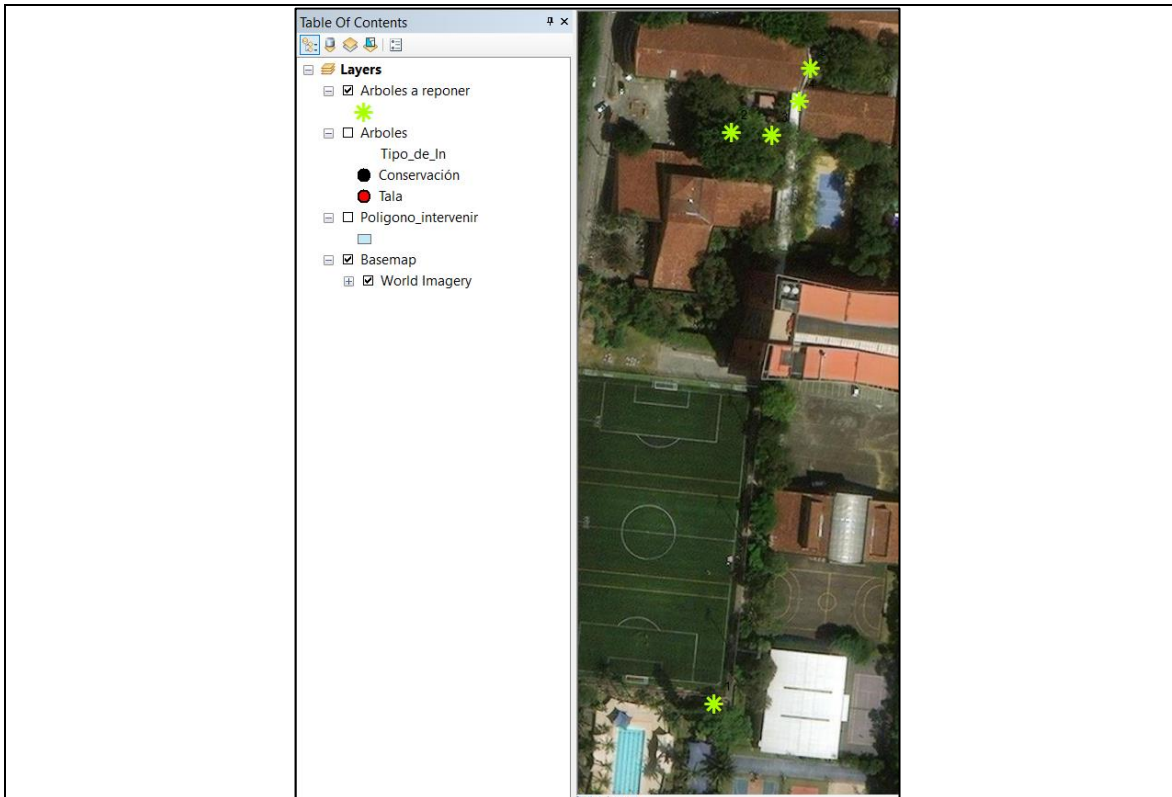 Table Of Contents
Layers
Arboles a reponer
Arboles
Tipo_de_In
Conservación
Tala
Poligono_intervenir
Basemap
World Imagery